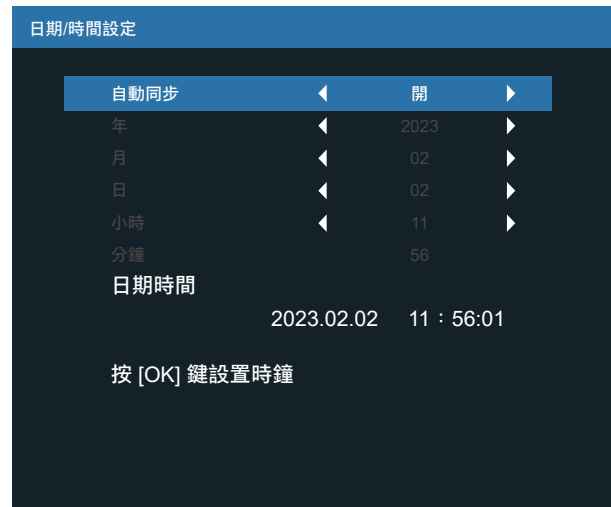 日期/時間設定
自動同步 開
年 2023
月 02
日 02
小時 11
分鐘 56
日期時間
2023.02.02 11：56:01
按 [OK] 鍵設置時鐘